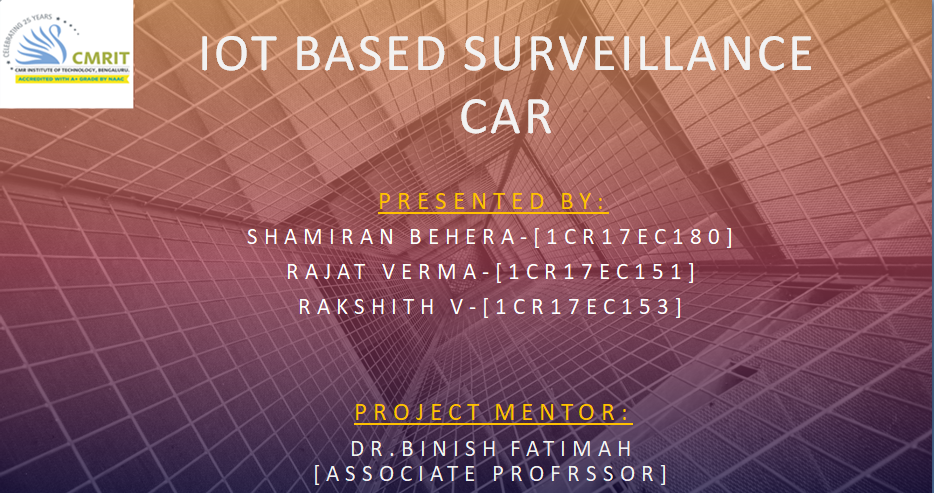 CELEBRATING 25 YEARS
CMRIT
CMR INSTITUTE OF TECHNOLOGY, BENGALURU.
ACCREDITED WITH A+ GRADE BY NAAC
IOT BASED SURVEILLANCE
CAR
PRESENTED BY:
SHAMIRAN BEHERA-[1CR17EC180]
RAJAT VERMA-[1CR17EC151]
RAKSHITH V-[1CR17EC153]
PROJECT MENTOR:
DR.BINISH FATIMAH
[ASSOCIATE PROFRSSOR]